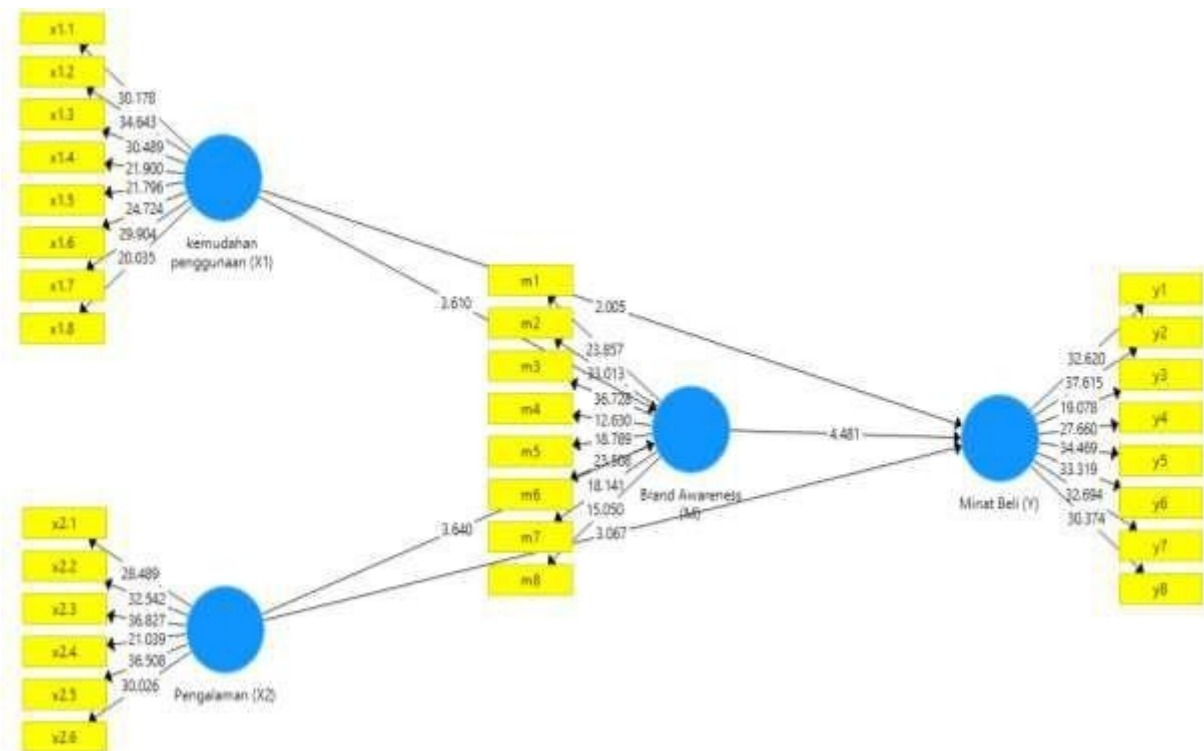 x1.1
x1.2
x1.3
x1.4
x1.5
x1.6
x1.7
x1.8
30.178
34.643
30.489
21.900
21.796
24.724
29.904
20.035
kemudahan
penggunaan (X1)
3.610
2.005
m1
m2
m3
m4
m5
m6
m7
m8
23.857
33.013
36.728
12.630
18.789
23.508
18.141
15.050
Brand Awareness
(M)
4.481
3.640
3.067
x2.1
x2.2
x2.3
x2.4
x2.5
x2.6
28.489
32.542
36.827
21.039
36.508
30.026
Pengalaman (X2)
Minat Beli (Y)
32.620
37.615
19.078
27.660
34.469
33.319
32.694
30.374
y1
y2
y3
y4
y5
y6
y7
y8